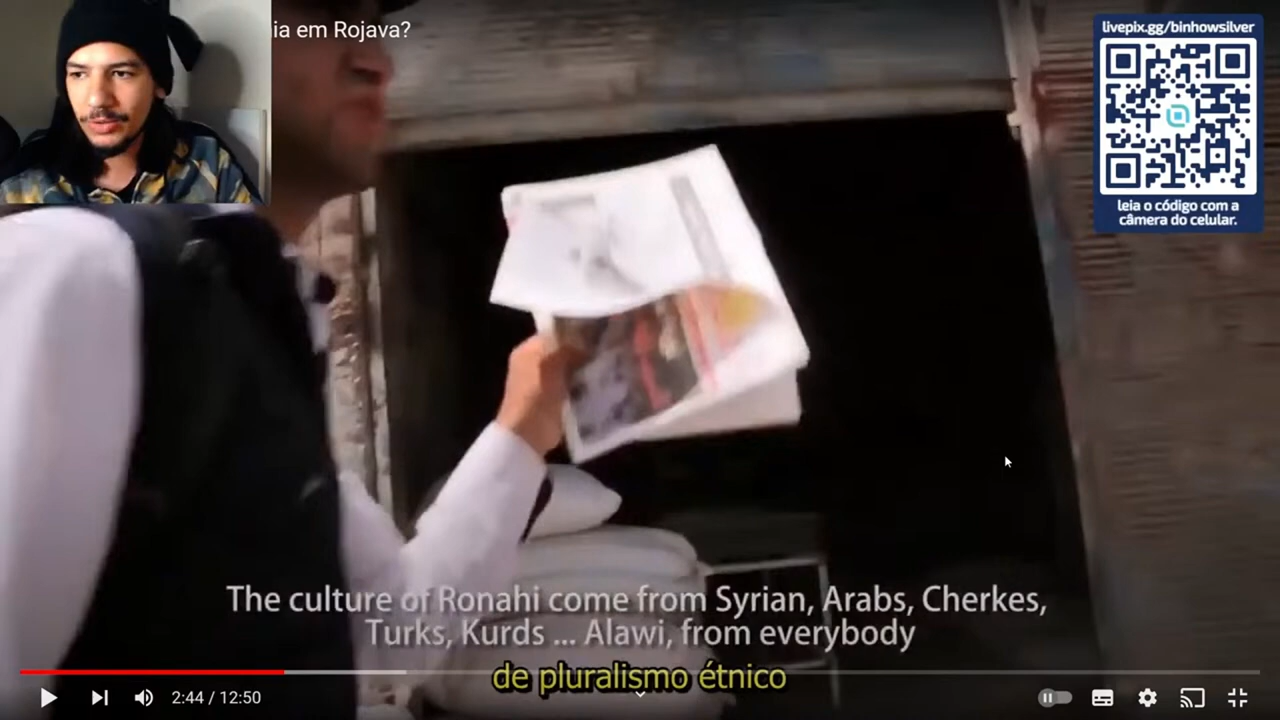 ia em Rojava?
livepix.gg/binhowsilver
leia o código com a
câmera do celular.
The culture of Ronahi come from Syrian, Arabs, Cherkes,
Turks, Kurds ... Alawi, from everybody
de pluralismo étnico
2:44 / 12:50